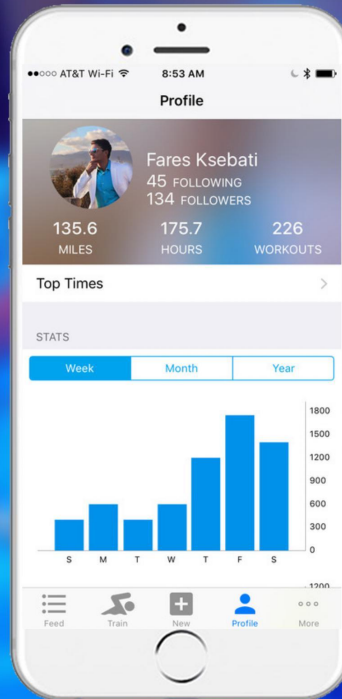 ●●○○○ AT&T Wi-Fi 8:53 AM
Profile
Fares Ksebati
45 FOLLOWING
134 FOLLOWERS
135.6 175.7 226
MILES HOURS WORKOUTS
Top Times >
STATS
Week Month Year
1800
1500
1200
900
600
300
0
S M T W T F S
1200
Feed Train New Profile More